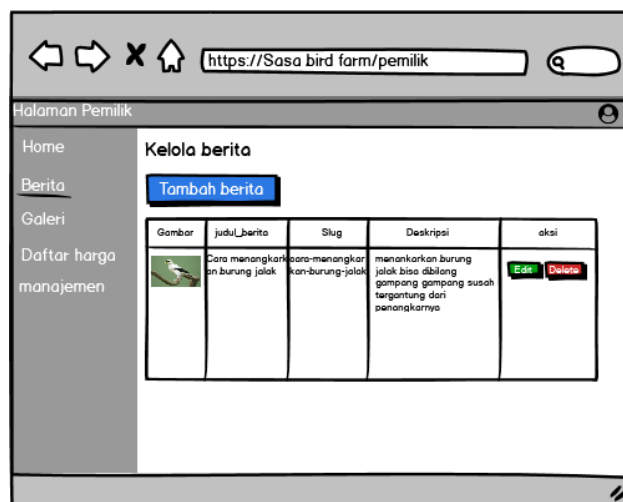 https://Sasa bird farm/pemilik
Halaman Pemilik
Home
Berita
Galeri
Daftar harga
manajemen
Kelola berita
Tambah berita
Gambar judul_berita Slug Deskripsi aksi
Cara menangkark
an burung jalak
cara-menangkar
kan-burung-jalak
menankarkan burung
jalak bisa dibilang
gampang gampang susah
tergantung dari
penangkarnya
Edit Delete